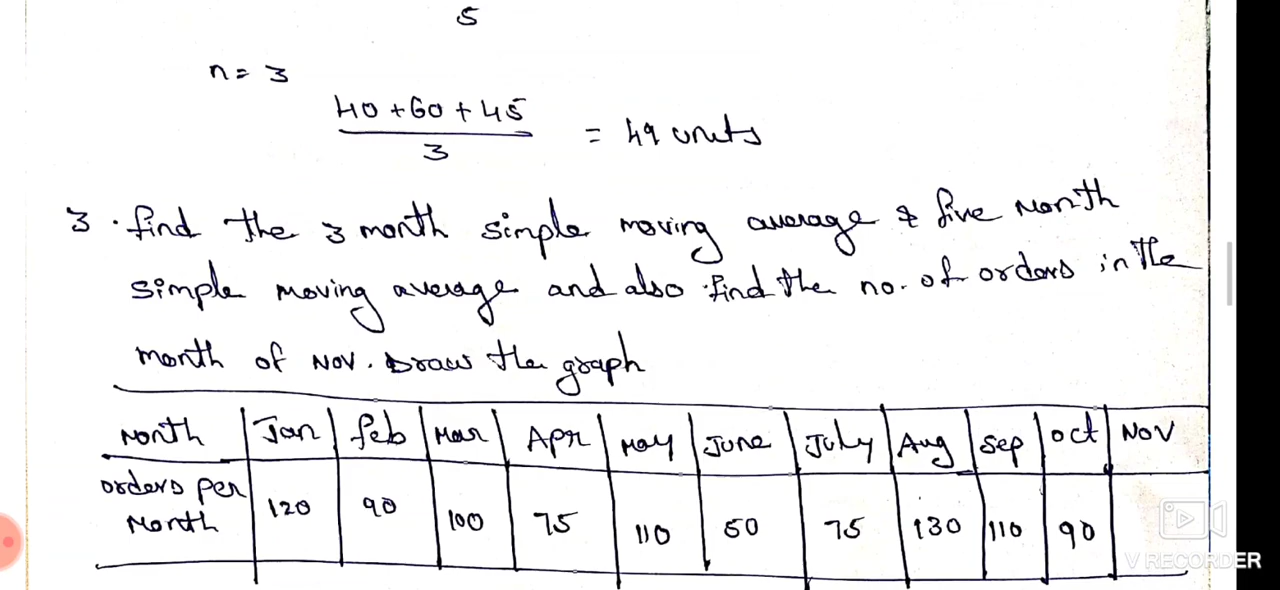 5
n = 3
40 + 60 + 45
= 49 units
3
3. find the 3 month simple moving average & five month
simple moving average and also find the no. of orders in the
month of NOV. Draw the graph
Month Jan feb Mar Apr May June July Aug Sep oct NOV
orders per Month 120 90 100 75 110 50 75 130 110 90
V RECORDER